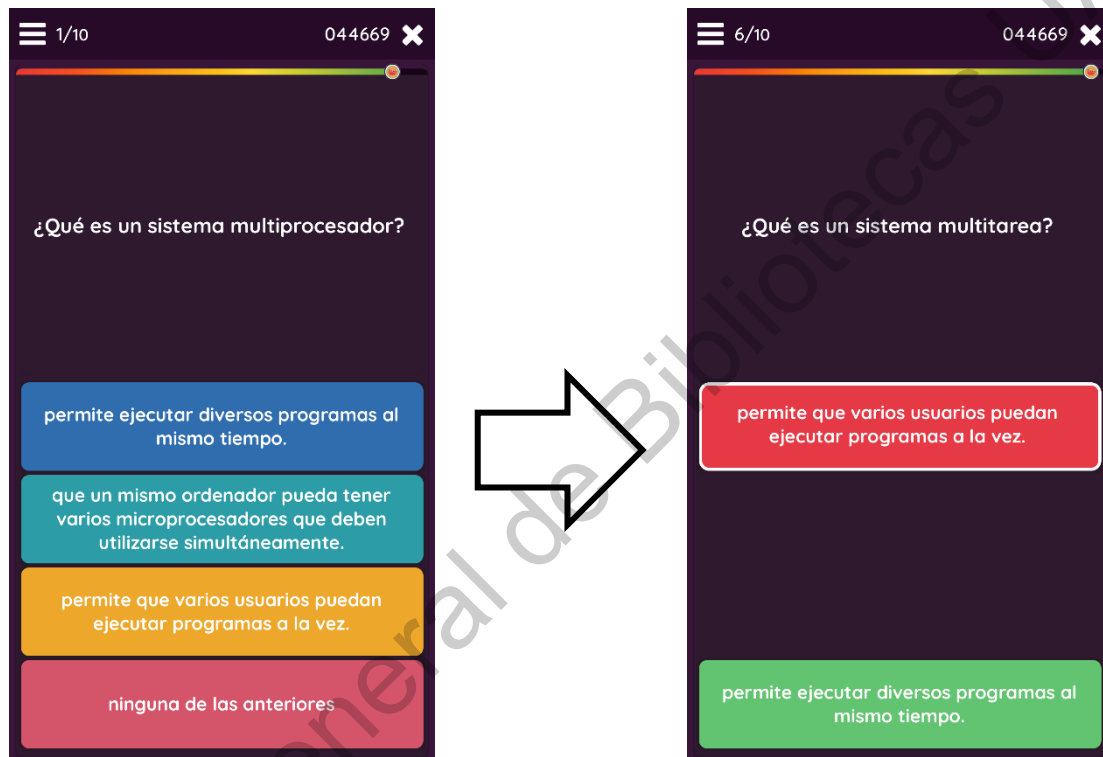 1/10
044669
¿Qué es un sistema multiprocesador?
permite ejecutar diversos programas al
mismo tiempo.
que un mismo ordenador pueda tener
varios microprocesadores que deben
utilizarse simultáneamente.
permite que varios usuarios puedan
ejecutar programas a la vez.
ninguna de las anteriores
6/10
044669
¿Qué es un sistema multitarea?
permite que varios usuarios puedan
ejecutar programas a la vez.
permite ejecutar diversos programas al
mismo tiempo.
de Bibliotecas